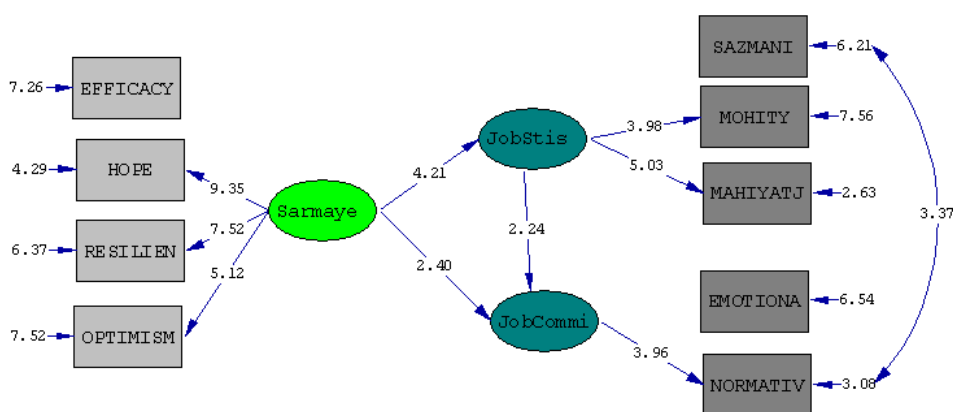 SAZMANI
6.21
7.26
EFFICACY
MOHITY
7.56
3.98
JobStis
4.29
HOPE
4.21
5.03
9.35
MAHIYATJ
2.63
Sarmaye
3.37
7.52
2.24
6.37
RESILIEN
2.40
5.12
EMOTIONA
6.54
JobCommi
7.52
OPTIMISM
3.96
NORMATIV
3.08